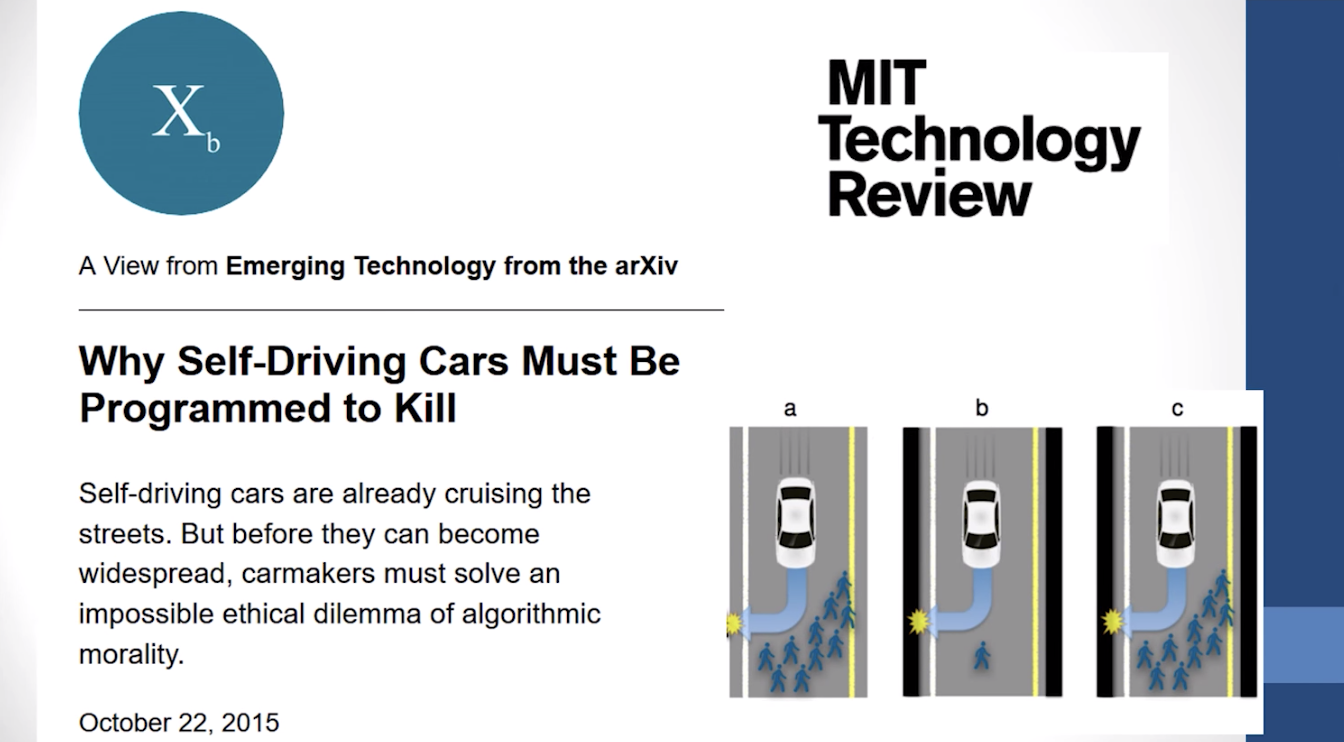 X
b
MIT
Technology
Review
A View from Emerging Technology from the arXiv
Why Self-Driving Cars Must Be
Programmed to Kill
Self-driving cars are already cruising the
streets. But before they can become
widespread, carmakers must solve an
impossible ethical dilemma of algorithmic
morality.
October 22, 2015
a b c